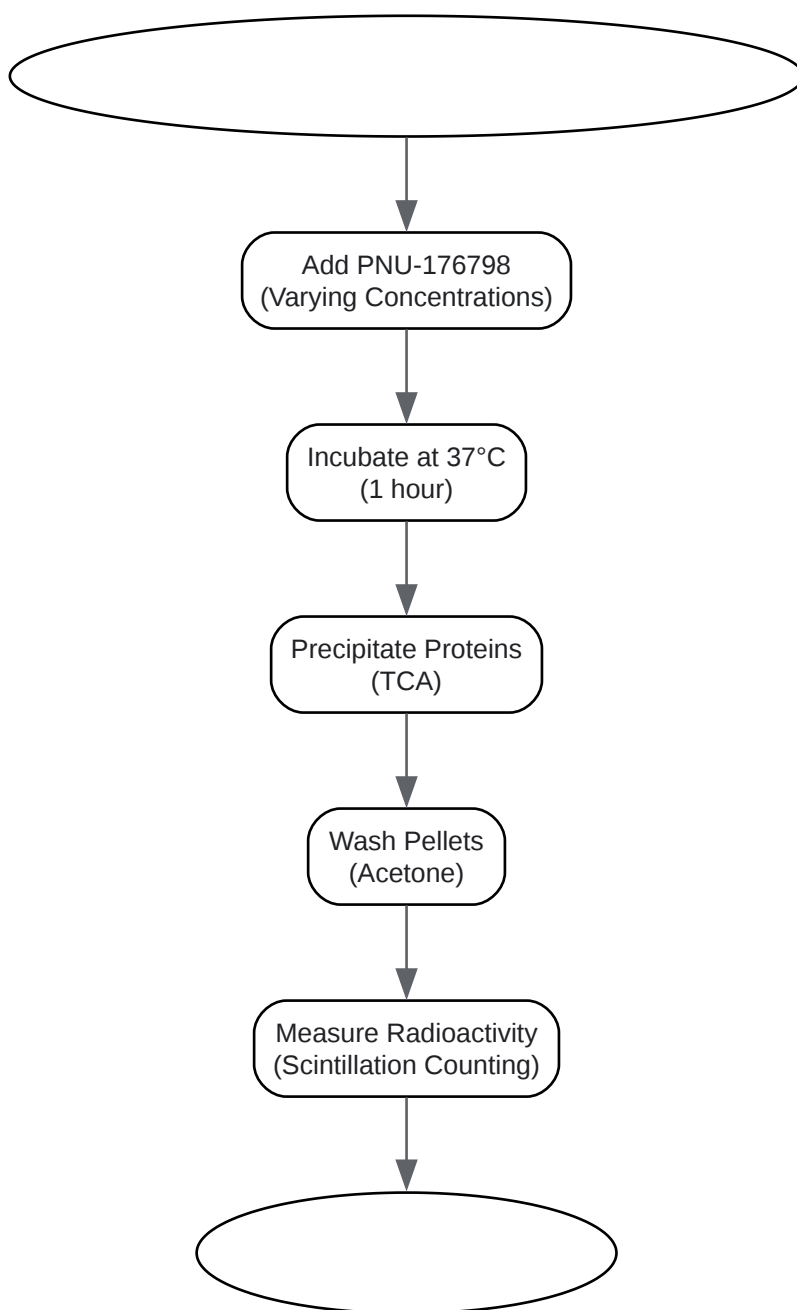 Add PNU-176798
(Varying Concentrations)
Incubate at 37°C
(1 hour)
Precipitate Proteins
(TCA)
Wash Pellets
(Acetone)
Measure Radioactivity
(Scintillation Counting)